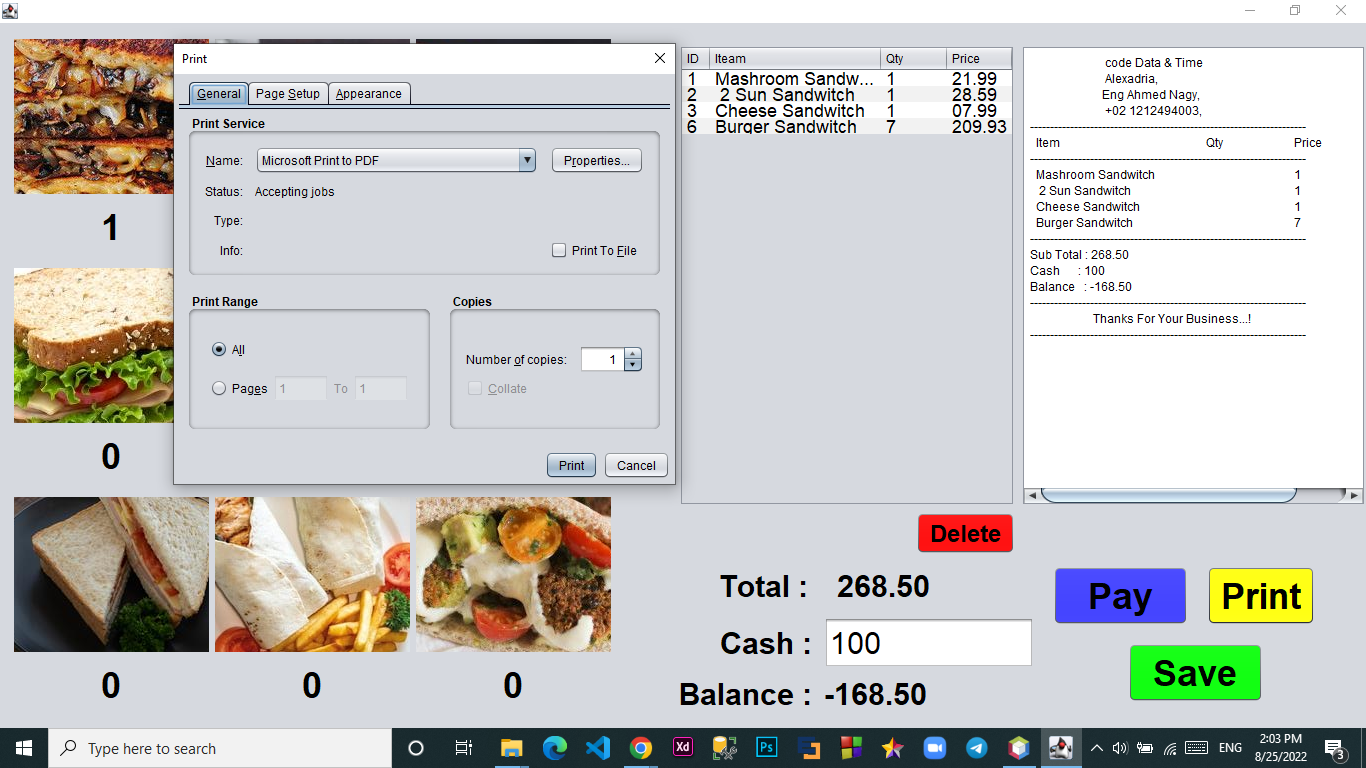 Print
General
Page Setup
Appearance
Print Service
Name:
Microsoft Print to PDF
Properties...
Status: Accepting jobs
Type:
Info:
Print To File
Print Range
All
Pages 1 To 1
Copies
Number of copies: 1
Collate
Print
Cancel
1
0
0
0
0
ID Iteam Qty Price
1 Mashroom Sandw... 1 21.99
2 2 Sun Sandwitch 1 28.59
3 Cheese Sandwitch 1 07.99
6 Burger Sandwitch 7 209.93
code Data & Time
Alexadria,
Eng Ahmed Nagy,
+02 1212494003,
Item Qty Price
Mashroom Sandwitch 1
2 Sun Sandwitch 1
Cheese Sandwitch 1
Burger Sandwitch 7
Sub Total : 268.50
Cash : 100
Balance : -168.50
Thanks For Your Business...!
Delete
Total : 268.50
Cash : 100
Balance : -168.50
Pay
Print
Save
Type here to search
Xd
Ps
ENG
2:03 PM
8/25/2022
3